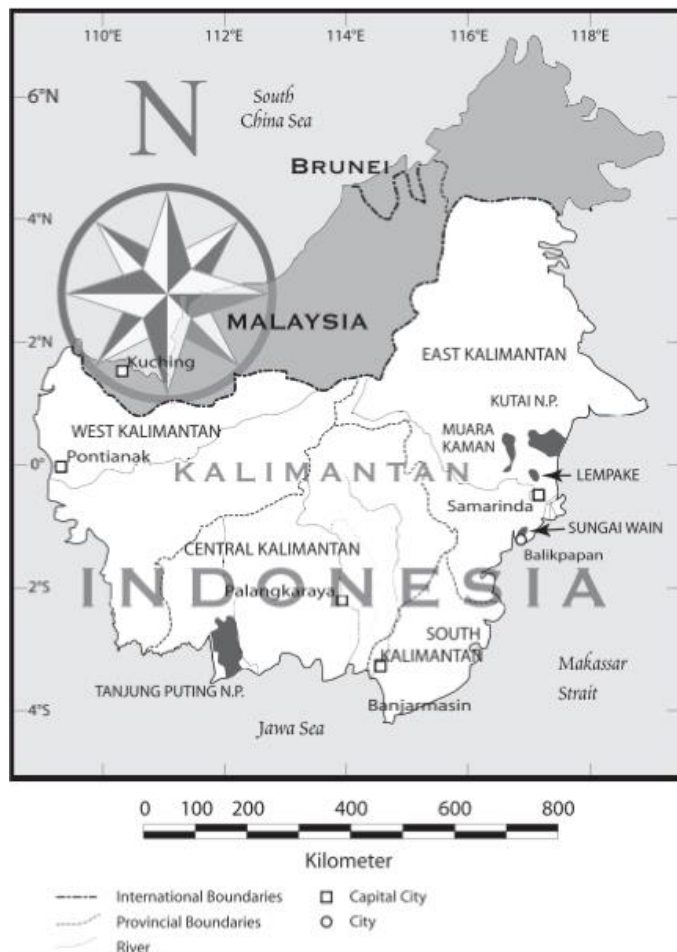 110°E 112°E 114°E 116°E 118°E
6°N
4°N
2°N
0°
2°S
4°S
N
South
China Sea
BRUNEI
MALAYSIA
Kuching
EAST KALIMANTAN
KUTAI N.P.
MUARA
KAMAN
WEST KALIMANTAN
Pontianak
KALIMANTAN
LEMPAKE
Samarinda
SUNGAI WAIN
Balikpapan
CENTRAL KALIMANTAN
INDONESIA
Palangkaraya
SOUTH
KALIMANTAN
TANJUNG PUTING N.P.
Banjarmasin
Makassar
Strait
Jawa Sea
0 100 200 400 600 800
Kilometer
International Boundaries
Capital City
Provincial Boundaries
City
River